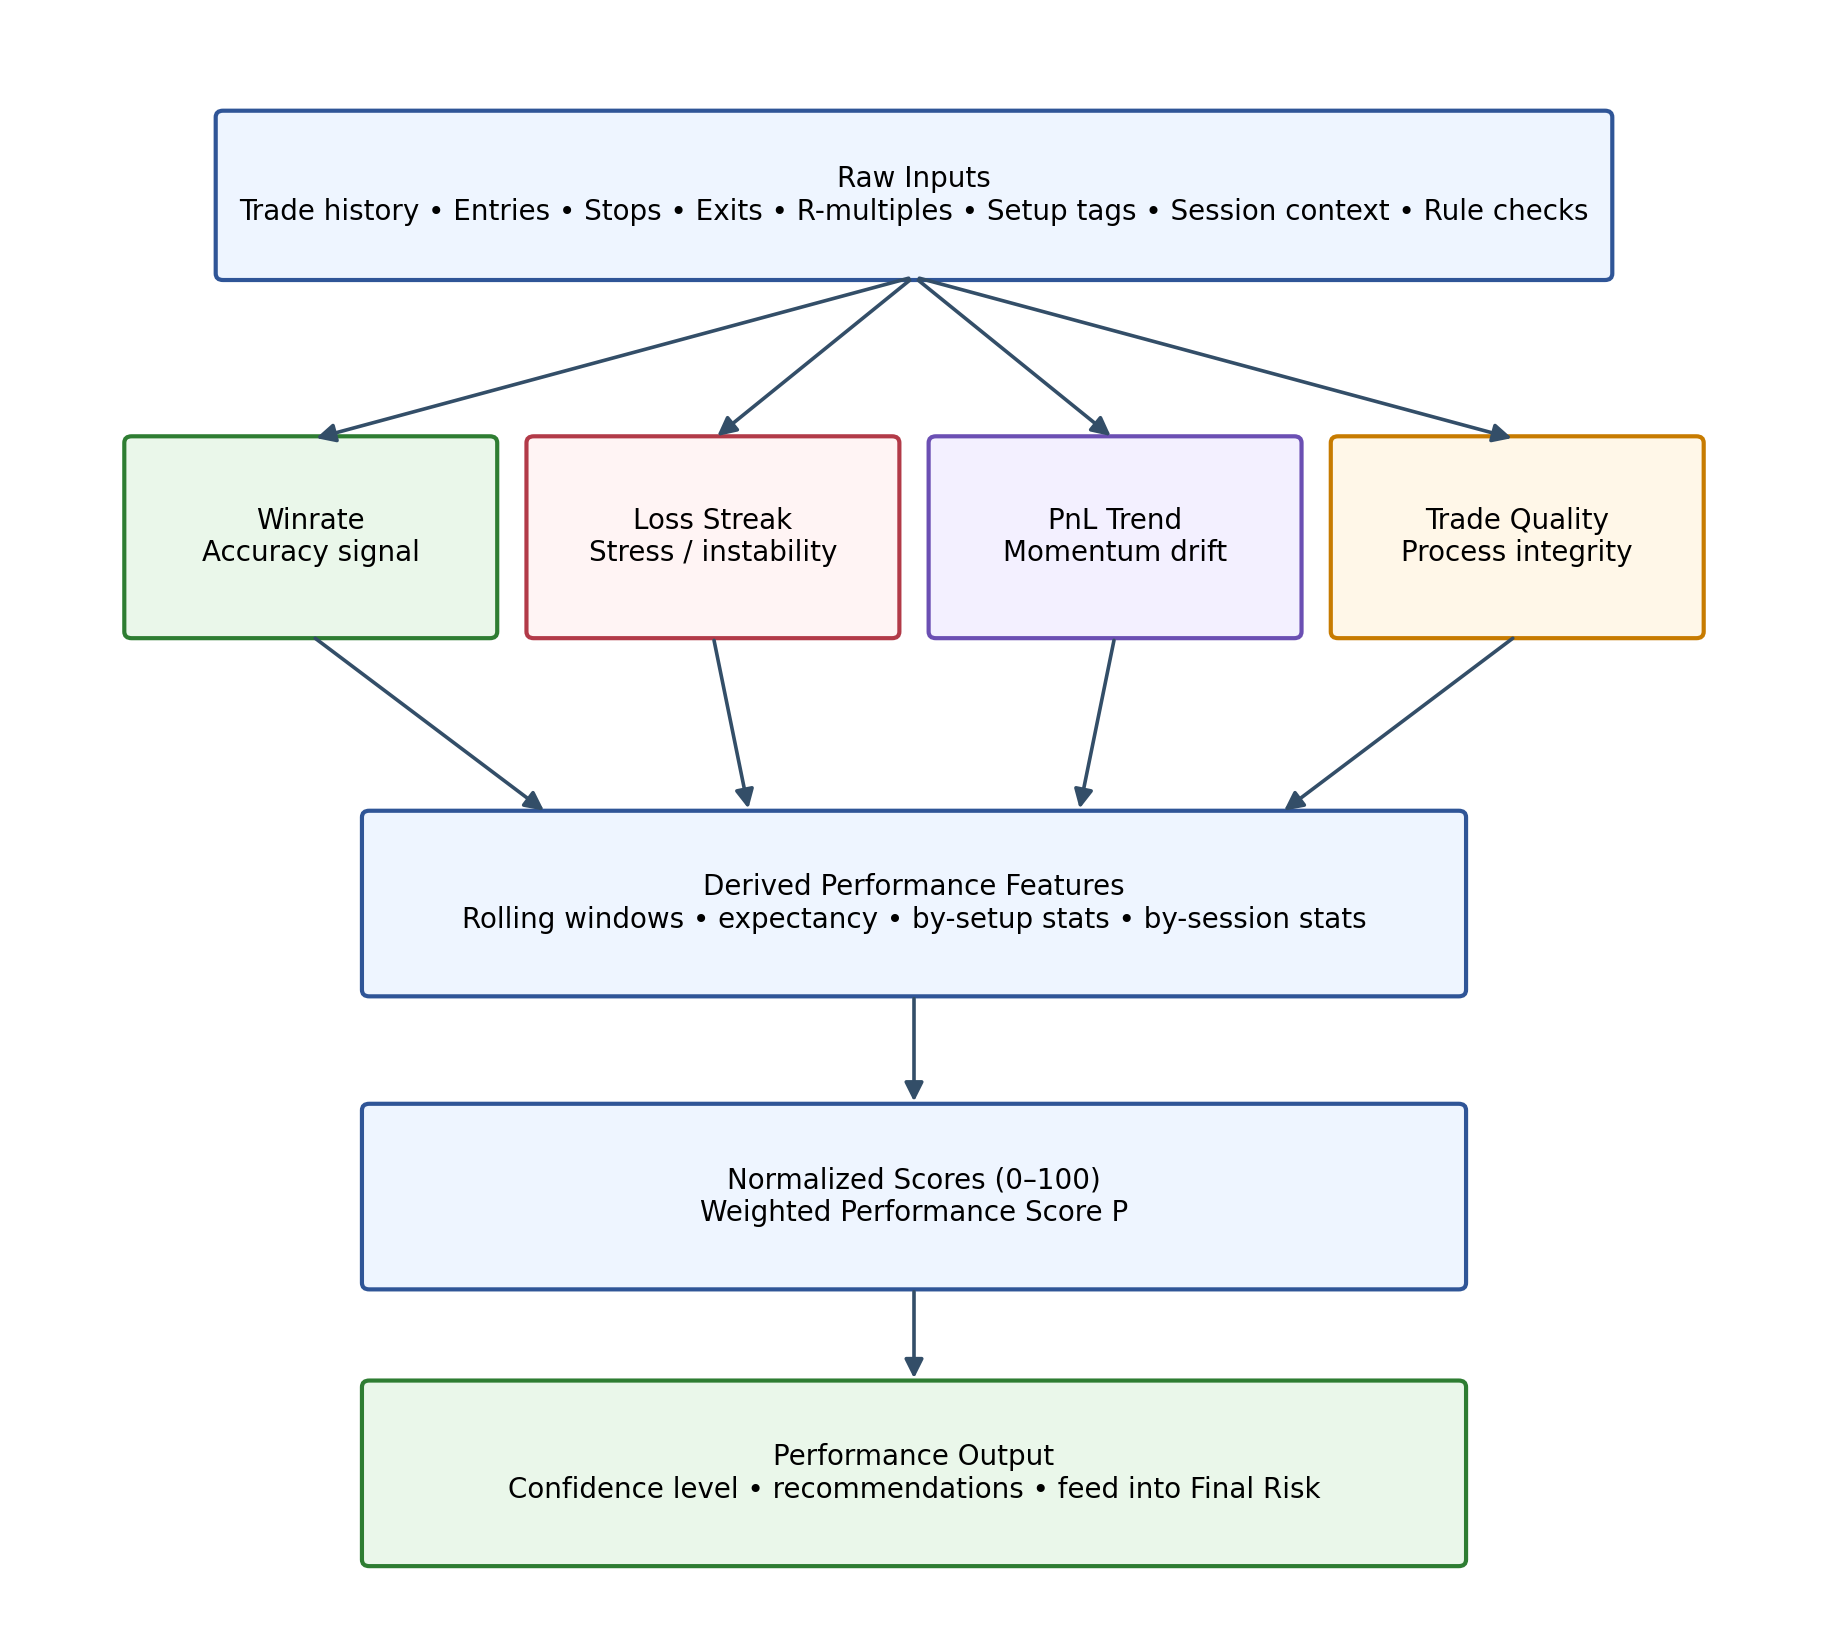 Raw Inputs
Trade history • Entries • Stops • Exits • R-multiples • Setup tags • Session context • Rule checks
Winrate
Accuracy signal
Loss Streak
Stress / instability
PnL Trend
Momentum drift
Trade Quality
Process integrity
Derived Performance Features
Rolling windows • expectancy • by-setup stats • by-session stats
Normalized Scores (0–100)
Weighted Performance Score P
Performance Output
Confidence level • recommendations • feed into Final Risk